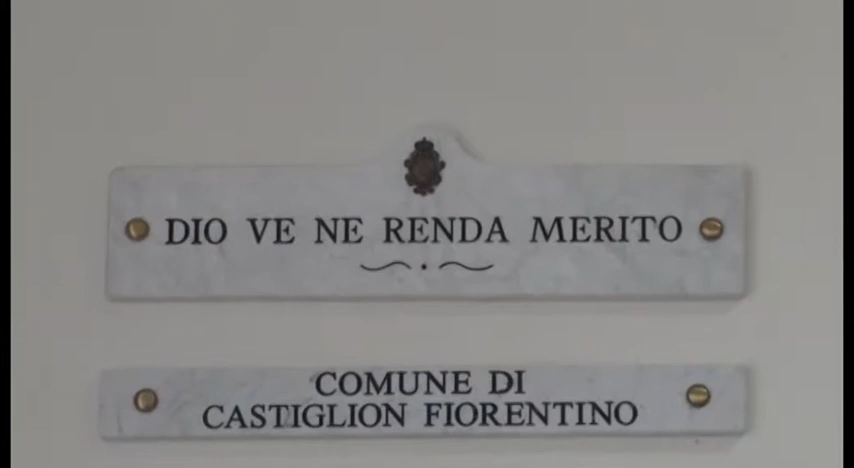 DIO VE NE RENDA MERITO
COMUNE DI
CASTIGLION FIORENTINO